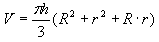 V = πh/3 (R² + r² + R · r)